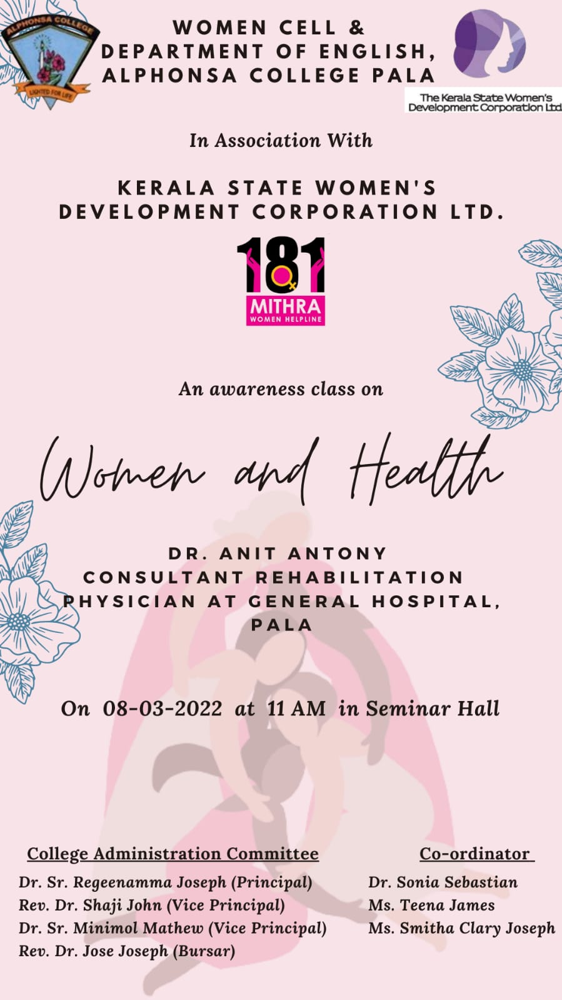 ALPHONSA COLLEGE
LIGHTED FOR LIFE
WOMEN CELL &
DEPARTMENT OF ENGLISH,
ALPHONSA COLLEGE PALA
The Kerala State Women's
Development Corporation Ltd.
In Association With
KERALA STATE WOMEN'S
DEVELOPMENT CORPORATION LTD.
181
MITHRA
WOMEN HELPLINE
An awareness class on
Women and Health
DR. ANIT ANTONY
CONSULTANT REHABILITATION
PHYSICIAN AT GENERAL HOSPITAL,
PALA
On 08-03-2022 at 11 AM in Seminar Hall
College Administration Committee
Dr. Sr. Regeenamma Joseph (Principal)
Rev. Dr. Shaji John (Vice Principal)
Dr. Sr. Minimol Mathew (Vice Principal)
Rev. Dr. Jose Joseph (Bursar)
Co-ordinator
Dr. Sonia Sebastian
Ms. Teena James
Ms. Smitha Clary Joseph